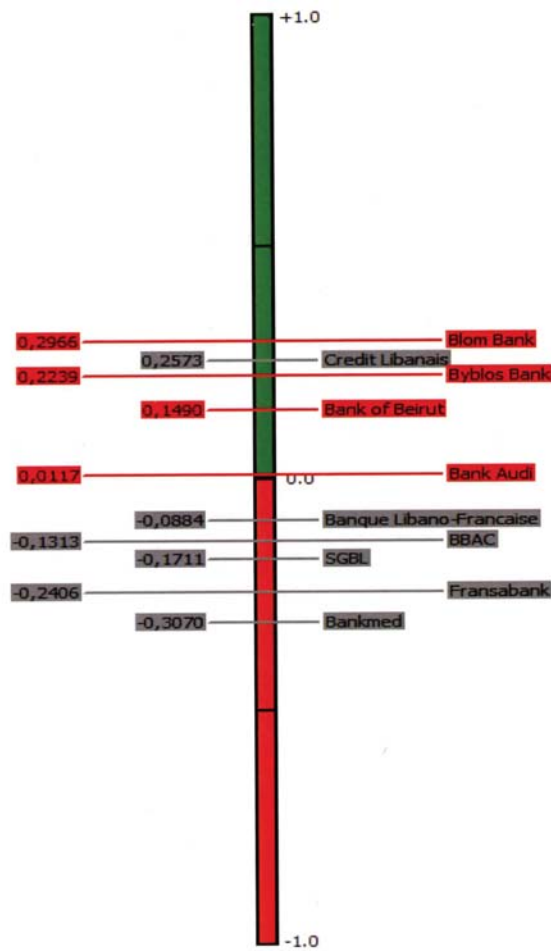 +1.0
0,2966 Blom Bank
0,2573 Credit Libanais
0,2239 Byblos Bank
0,1490 Bank of Beirut
0,0117 Bank Audi
0.0
-0,0884 Banque Libano-Francaise
-0,1313 BBAC
-0,1711 SGBL
-0,2406 Fransabank
-0,3070 Bankmed
-1.0